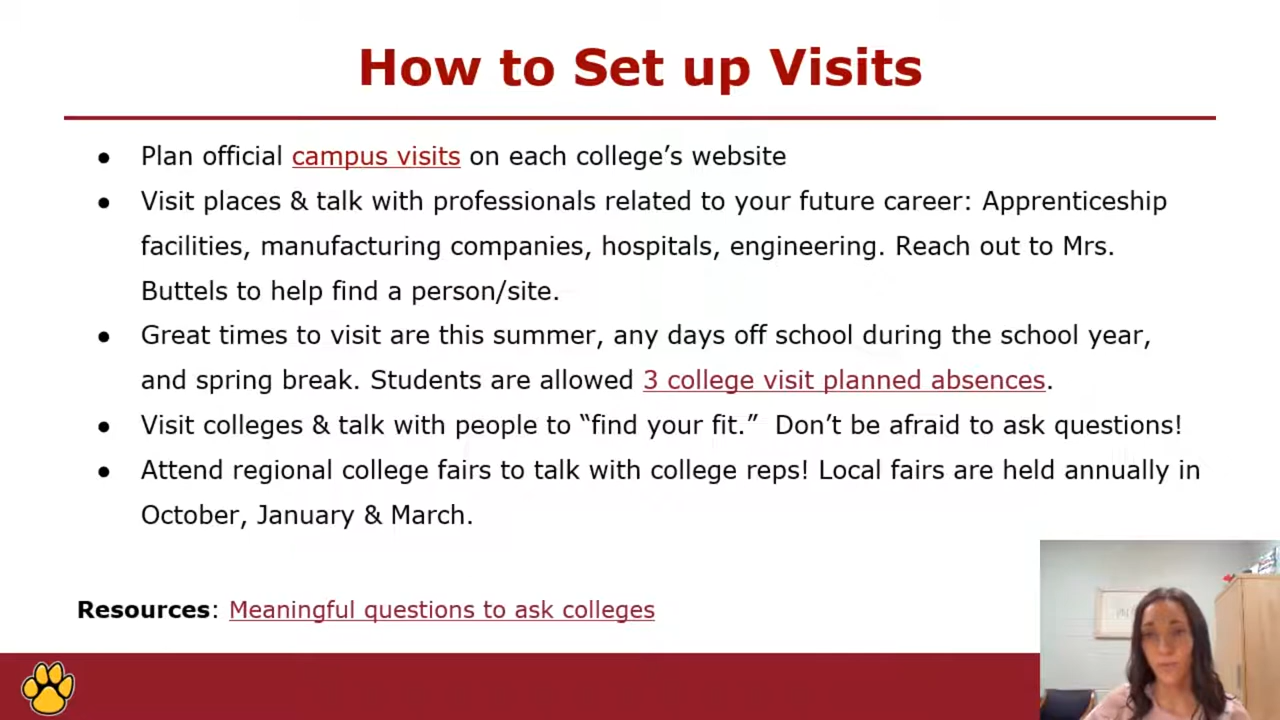 How to Set up Visits
● Plan official campus visits on each college’s website
● Visit places & talk with professionals related to your future career: Apprenticeship
facilities, manufacturing companies, hospitals, engineering. Reach out to Mrs.
Buttels to help find a person/site.
● Great times to visit are this summer, any days off school during the school year,
and spring break. Students are allowed 3 college visit planned absences.
● Visit colleges & talk with people to “find your fit.”  Don’t be afraid to ask questions!
● Attend regional college fairs to talk with college reps! Local fairs are held annually in
October, January & March.
Resources: Meaningful questions to ask colleges